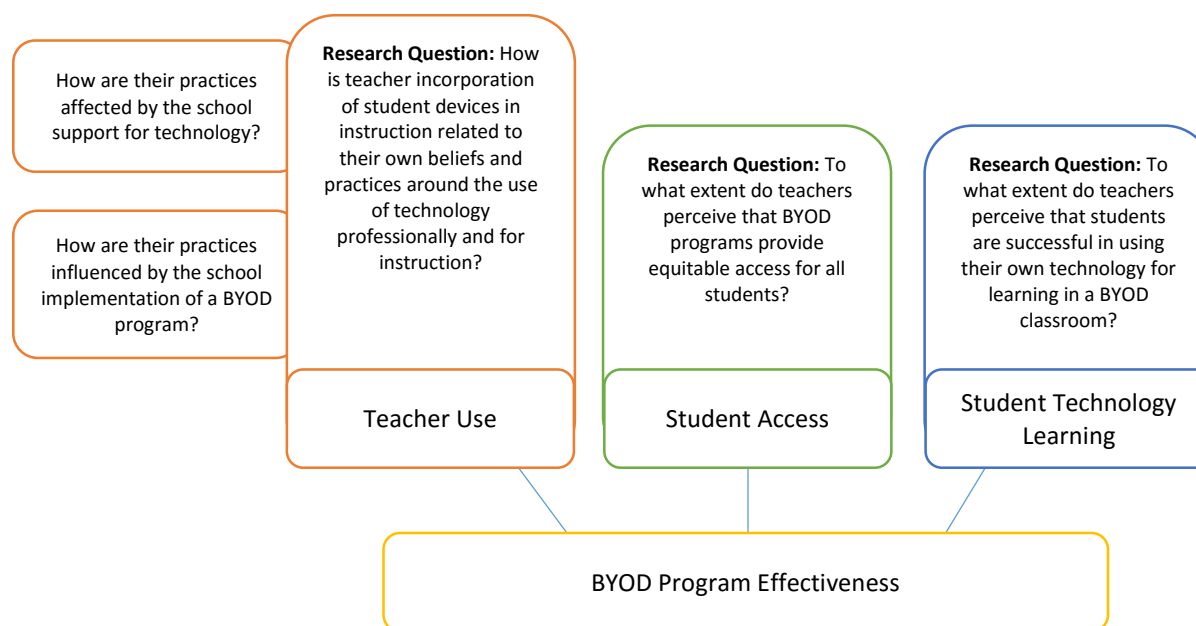 How are their practices
affected by the school
support for technology?
How are their practices
influenced by the school
implementation of a BYOD
program?
Research Question: How
is teacher incorporation
of student devices in
instruction related to
their own beliefs and
practices around the use
of technology
professionally and for
instruction?
Teacher Use
Research Question: To
what extent do teachers
perceive that BYOD
programs provide
equitable access for all
students?
Student Access
Research Question: To
what extent do teachers
perceive that students
are successful in using
their own technology for
learning in a BYOD
classroom?
Student Technology
Learning
BYOD Program Effectiveness